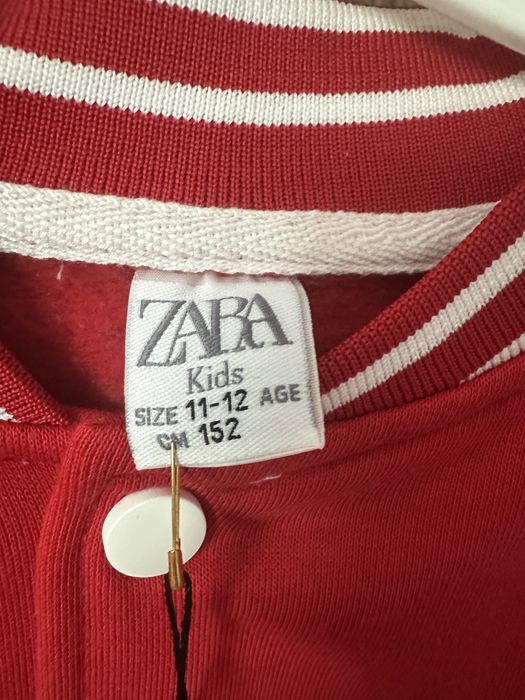 ZARA
Kids
SIZE 11-12 AGE
CM 152